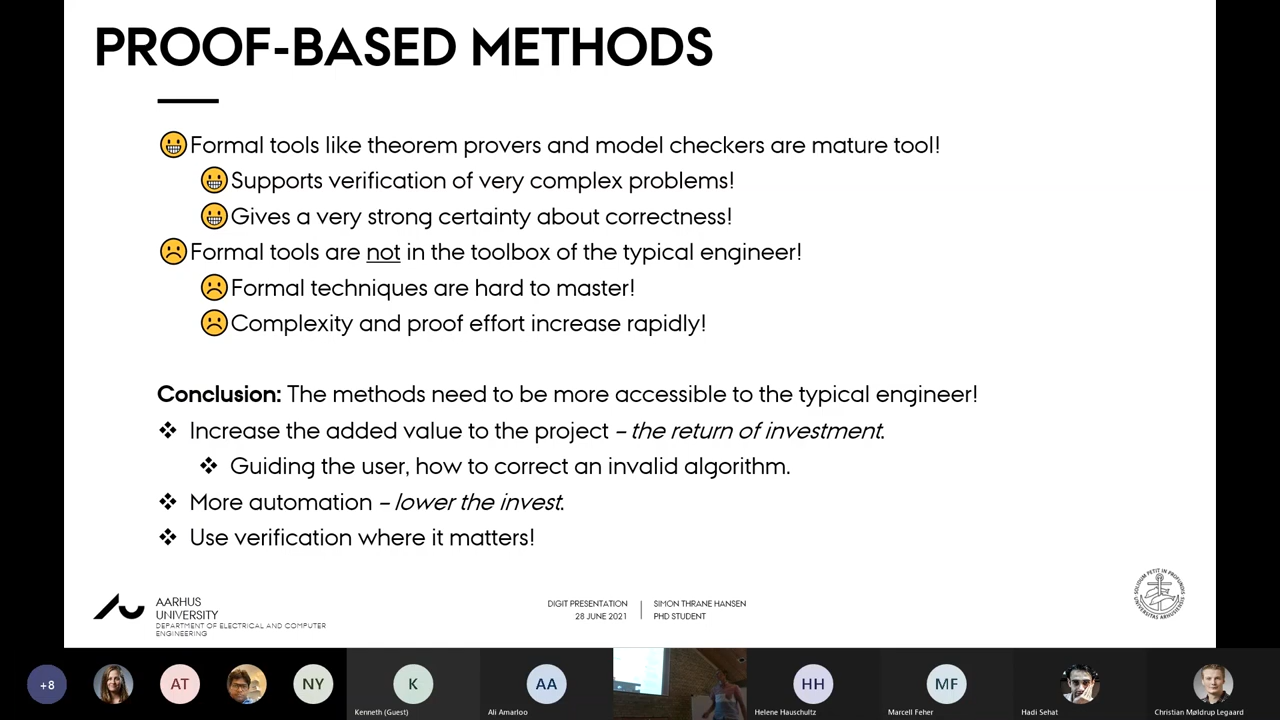 PROOF-BASED METHODS
Formal tools like theorem provers and model checkers are mature tool!
Supports verification of very complex problems!
Gives a very strong certainty about correctness!
Formal tools are not in the toolbox of the typical engineer!
Formal techniques are hard to master!
Complexity and proof effort increase rapidly!
Conclusion: The methods need to be more accessible to the typical engineer!
❖ Increase the added value to the project – the return of investment.
❖ Guiding the user, how to correct an invalid algorithm.
❖ More automation – lower the invest.
❖ Use verification where it matters!
AARHUS
UNIVERSITY
DEPARTMENT OF ELECTRICAL AND COMPUTER
ENGINEERING
DIGIT PRESENTATION
28 JUNE 2021
SIMON THRANE HANSEN
PHD STUDENT
SOLIDUM PETIT IN PROFUNDIS
UNIVERSITAS ARHUSIENSIS
+8
AT
NY
K
Kenneth (Guest)
AA
Ali Amarloo
HH
Helene Hauschultz
MF
Marcell Feher
Hadi Sehat
Christian Møldrup Legaard